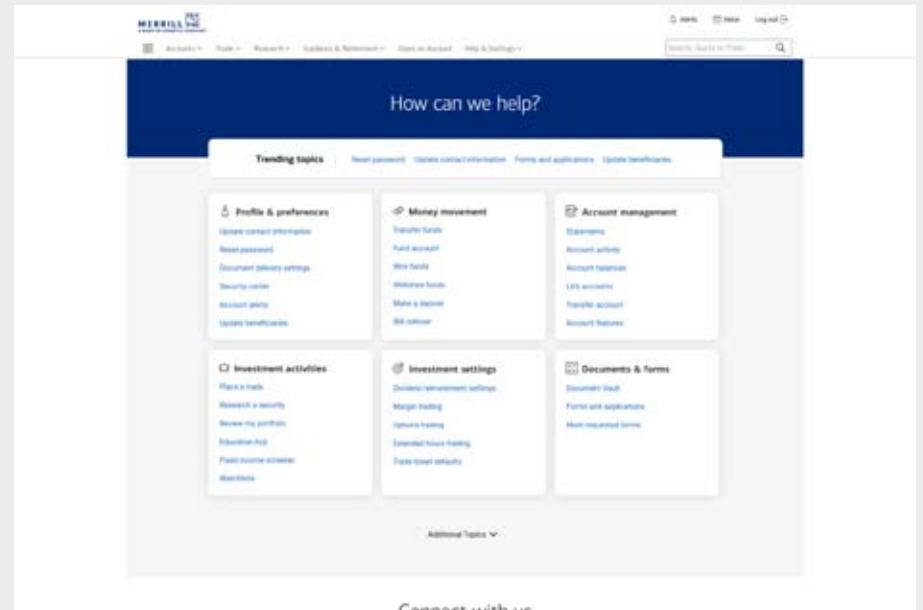 MERRILL
Alerts Inbox Log out
Accounts Trade Research Guidance & Retirement Open an Account Help & Settings Search, Quote or Trade
How can we help?
Trending topics Reset password Update contact information Forms and applications Update beneficiaries
Profile & preferences
Update contact information
Reset password
Document delivery settings
Security center
Account alerts
Update beneficiaries
Money movement
Transfer funds
Fund account
Wire funds
Withdraw funds
Make a deposit
IRA rollover
Account management
Statements
Account activity
Account balances
Link accounts
Transfer account
Account features
Investment activities
Place a trade
Research a security
Review my portfolio
Education hub
Fixed income screener
Watchlists
Investment settings
Dividend reinvestment settings
Margin trading
Options trading
Extended hours trading
Trade ticket defaults
Documents & forms
Document Vault
Forms and applications
Most requested forms
Additional Topics
Connect with us